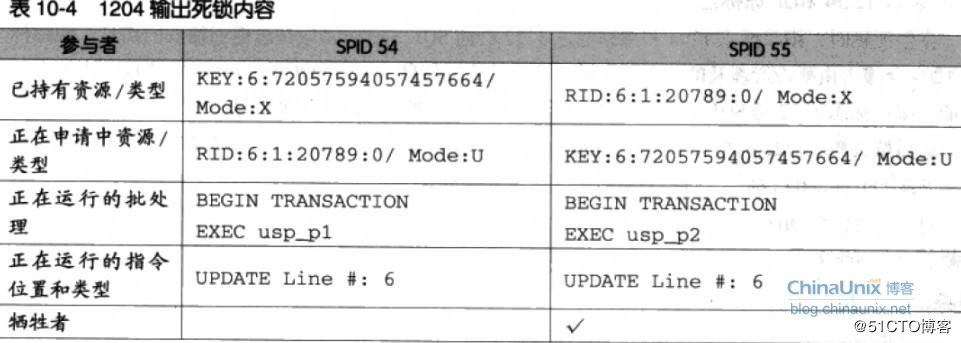 表 10-4 1204 输出死锁内容
参与者 SPID 54 SPID 55
已持有资源/类型 KEY:6:72057594057457664/ RID:6:1:20789:0/ Mode:X
Mode:X
正在申请中资源/ RID:6:1:20789:0/ Mode:U KEY:6:72057594057457664/ Mode:U
类型
正在运行的批处 BEGIN TRANSACTION BEGIN TRANSACTION
理 EXEC usp_p1 EXEC usp_p2
正在运行的指令 UPDATE Line #: 6 UPDATE Line #: 6
位置和类型
牺牲者 ✓
ChinaUnix.net 博客
blog.chinaunix.net
@51CTO博客